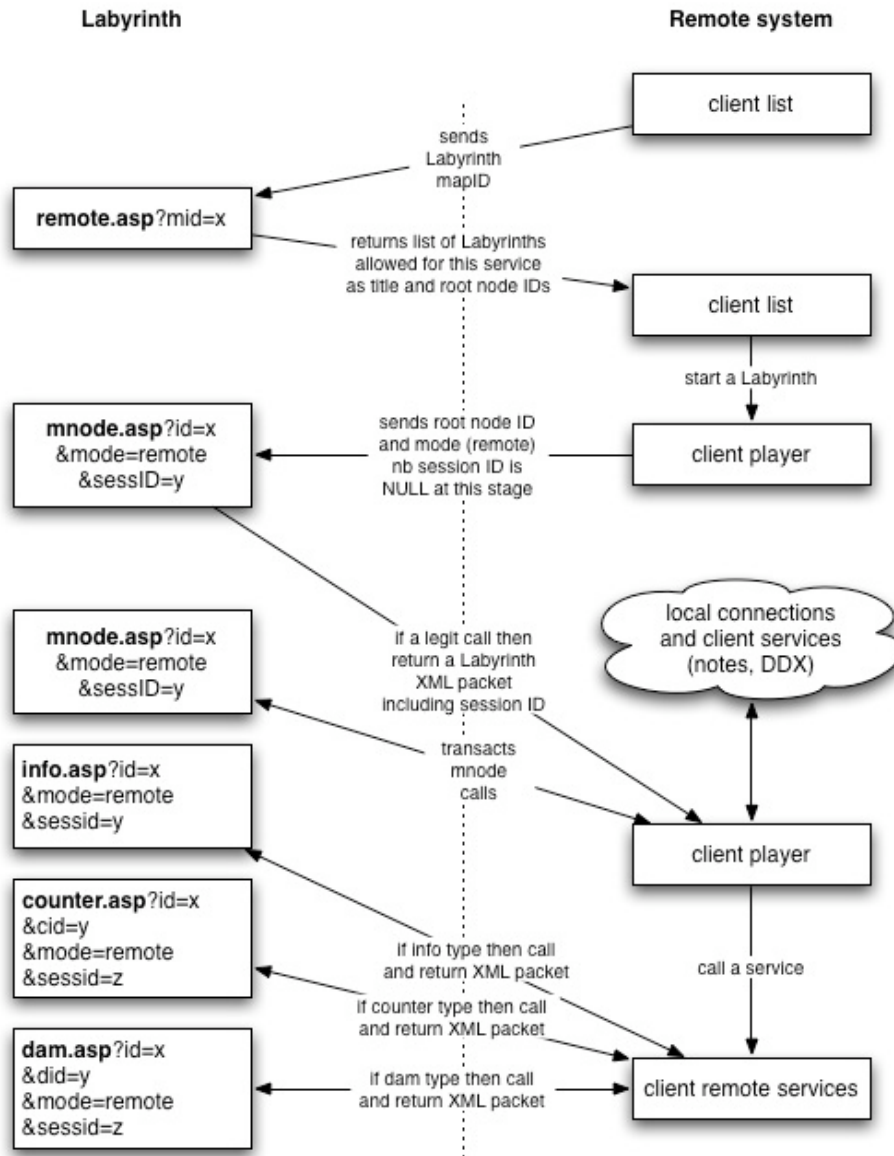 Labyrinth
Remote system
client list
sends
Labyrinth
mapID
remote.asp?mid=x
returns list of Labyrinths
allowed for this service
as title and root node IDs
client list
start a Labyrinth
mnode.asp?id=x
&mode=remote
&sessID=y
sends root node ID
and mode (remote)
nb session ID is
NULL at this stage
client player
local connections
and client services
(notes, DDX)
mnode.asp?id=x
&mode=remote
&sessID=y
if a legit call then
return a Labyrinth
XML packet
including session ID
transacts
mnode
calls
info.asp?id=x
&mode=remote
&sessid=y
client player
counter.asp?id=x
&cid=y
&mode=remote
&sessid=z
if info type then call
and return XML packet
call a service
if counter type then call
and return XML packet
dam.asp?id=x
&did=y
&mode=remote
&sessid=z
if dam type then call
and return XML packet
client remote services